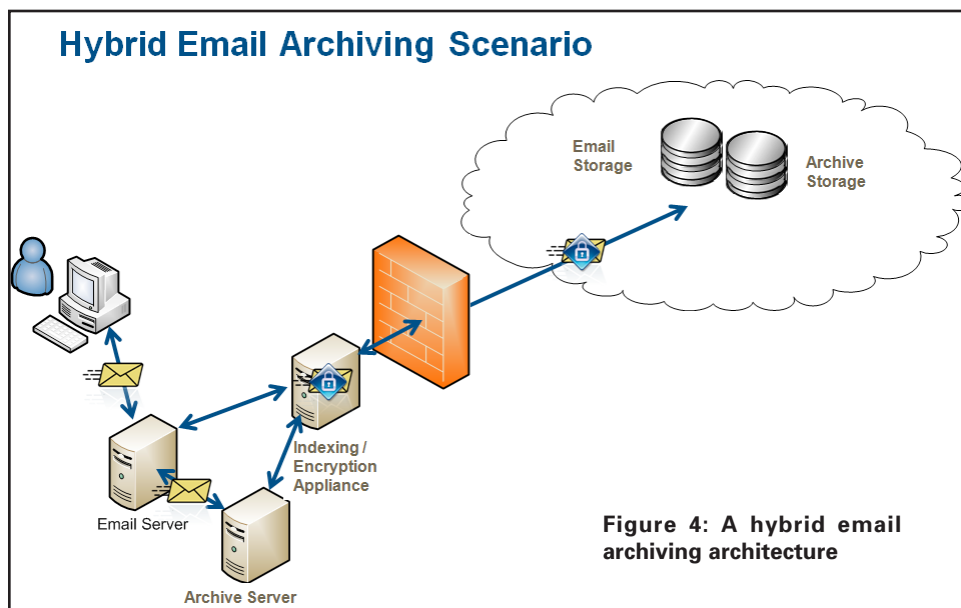 Hybrid Email Archiving Scenario
Email
Storage
Archive
Storage
Indexing /
Encryption
Appliance
Email Server
Archive Server
Figure 4: A hybrid email
archiving architecture